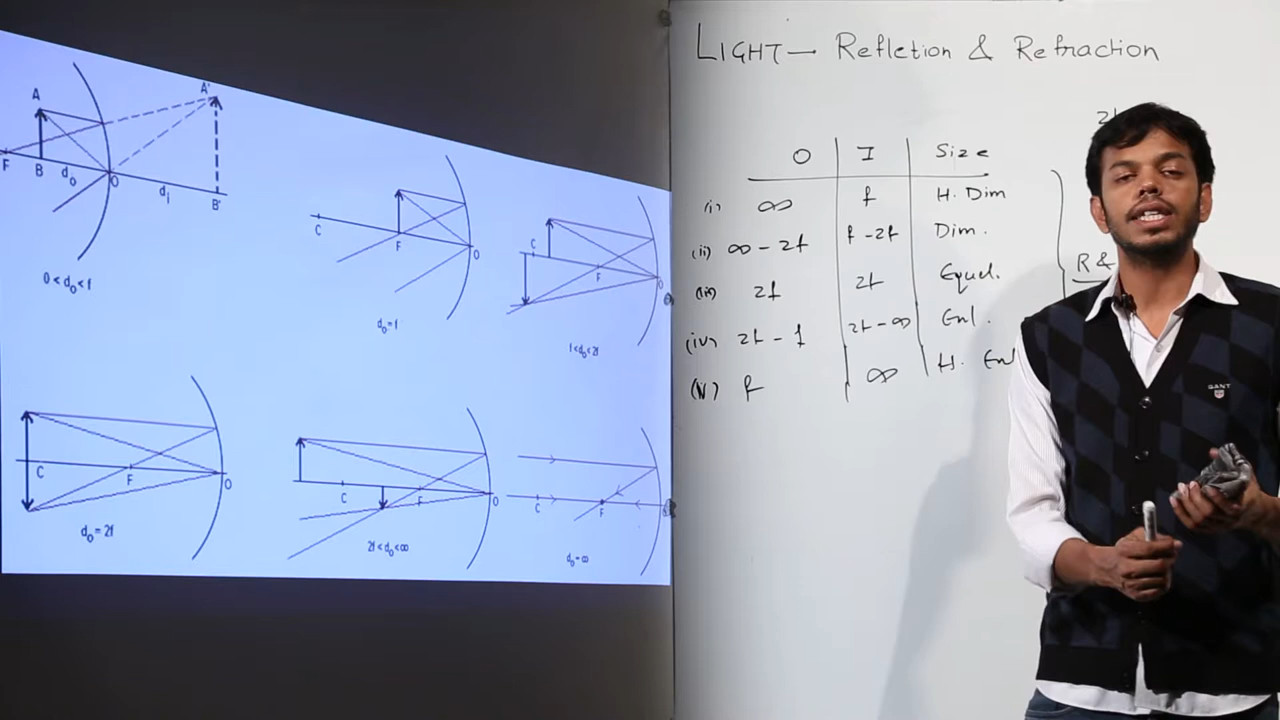 A
A'
F
B
d₀
O
dᵢ
B'
0 < d₀ < f
C
F
O
d₀ = f
C
F
O
f < d₀ < 2f
C
F
O
d₀ = 2f
C
F
O
2f < d₀ < ∞
C
F
d₀ = ∞
LIGHT — Refletion & Refraction
O I Size
(i) ∞ f H. Dim
(ii) ∞ - 2f f - 2f Dim.
(iii) 2f 2f Equel.
(iv) 2f - f 2f - ∞ Enl.
(v) f ∞ H. Enl
R &
GANT